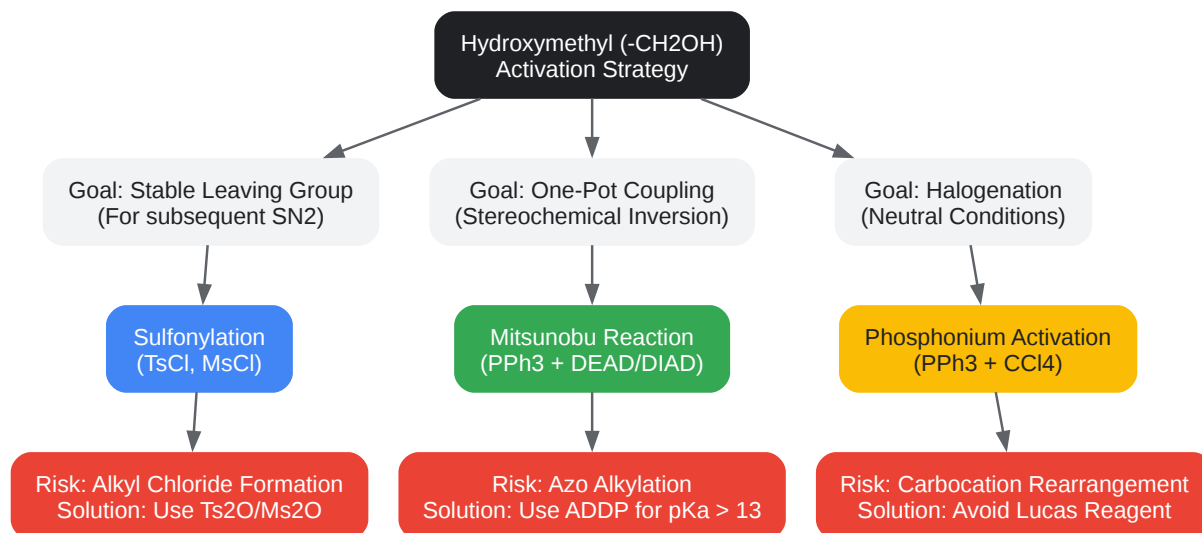 Hydroxymethyl (-CH2OH)
Activation Strategy
Goal: Stable Leaving Group
(For subsequent SN2)
Goal: One-Pot Coupling
(Stereochemical Inversion)
Goal: Halogenation
(Neutral Conditions)
Sulfonylation
(TsCl, MsCl)
Mitsunobu Reaction
(PPh3 + DEAD/DIAD)
Phosphonium Activation
(PPh3 + CCl4)
Risk: Alkyl Chloride Formation
Solution: Use Ts2O/Ms2O
Risk: Azo Alkylation
Solution: Use ADDP for pKa > 13
Risk: Carbocation Rearrangement
Solution: Avoid Lucas Reagent